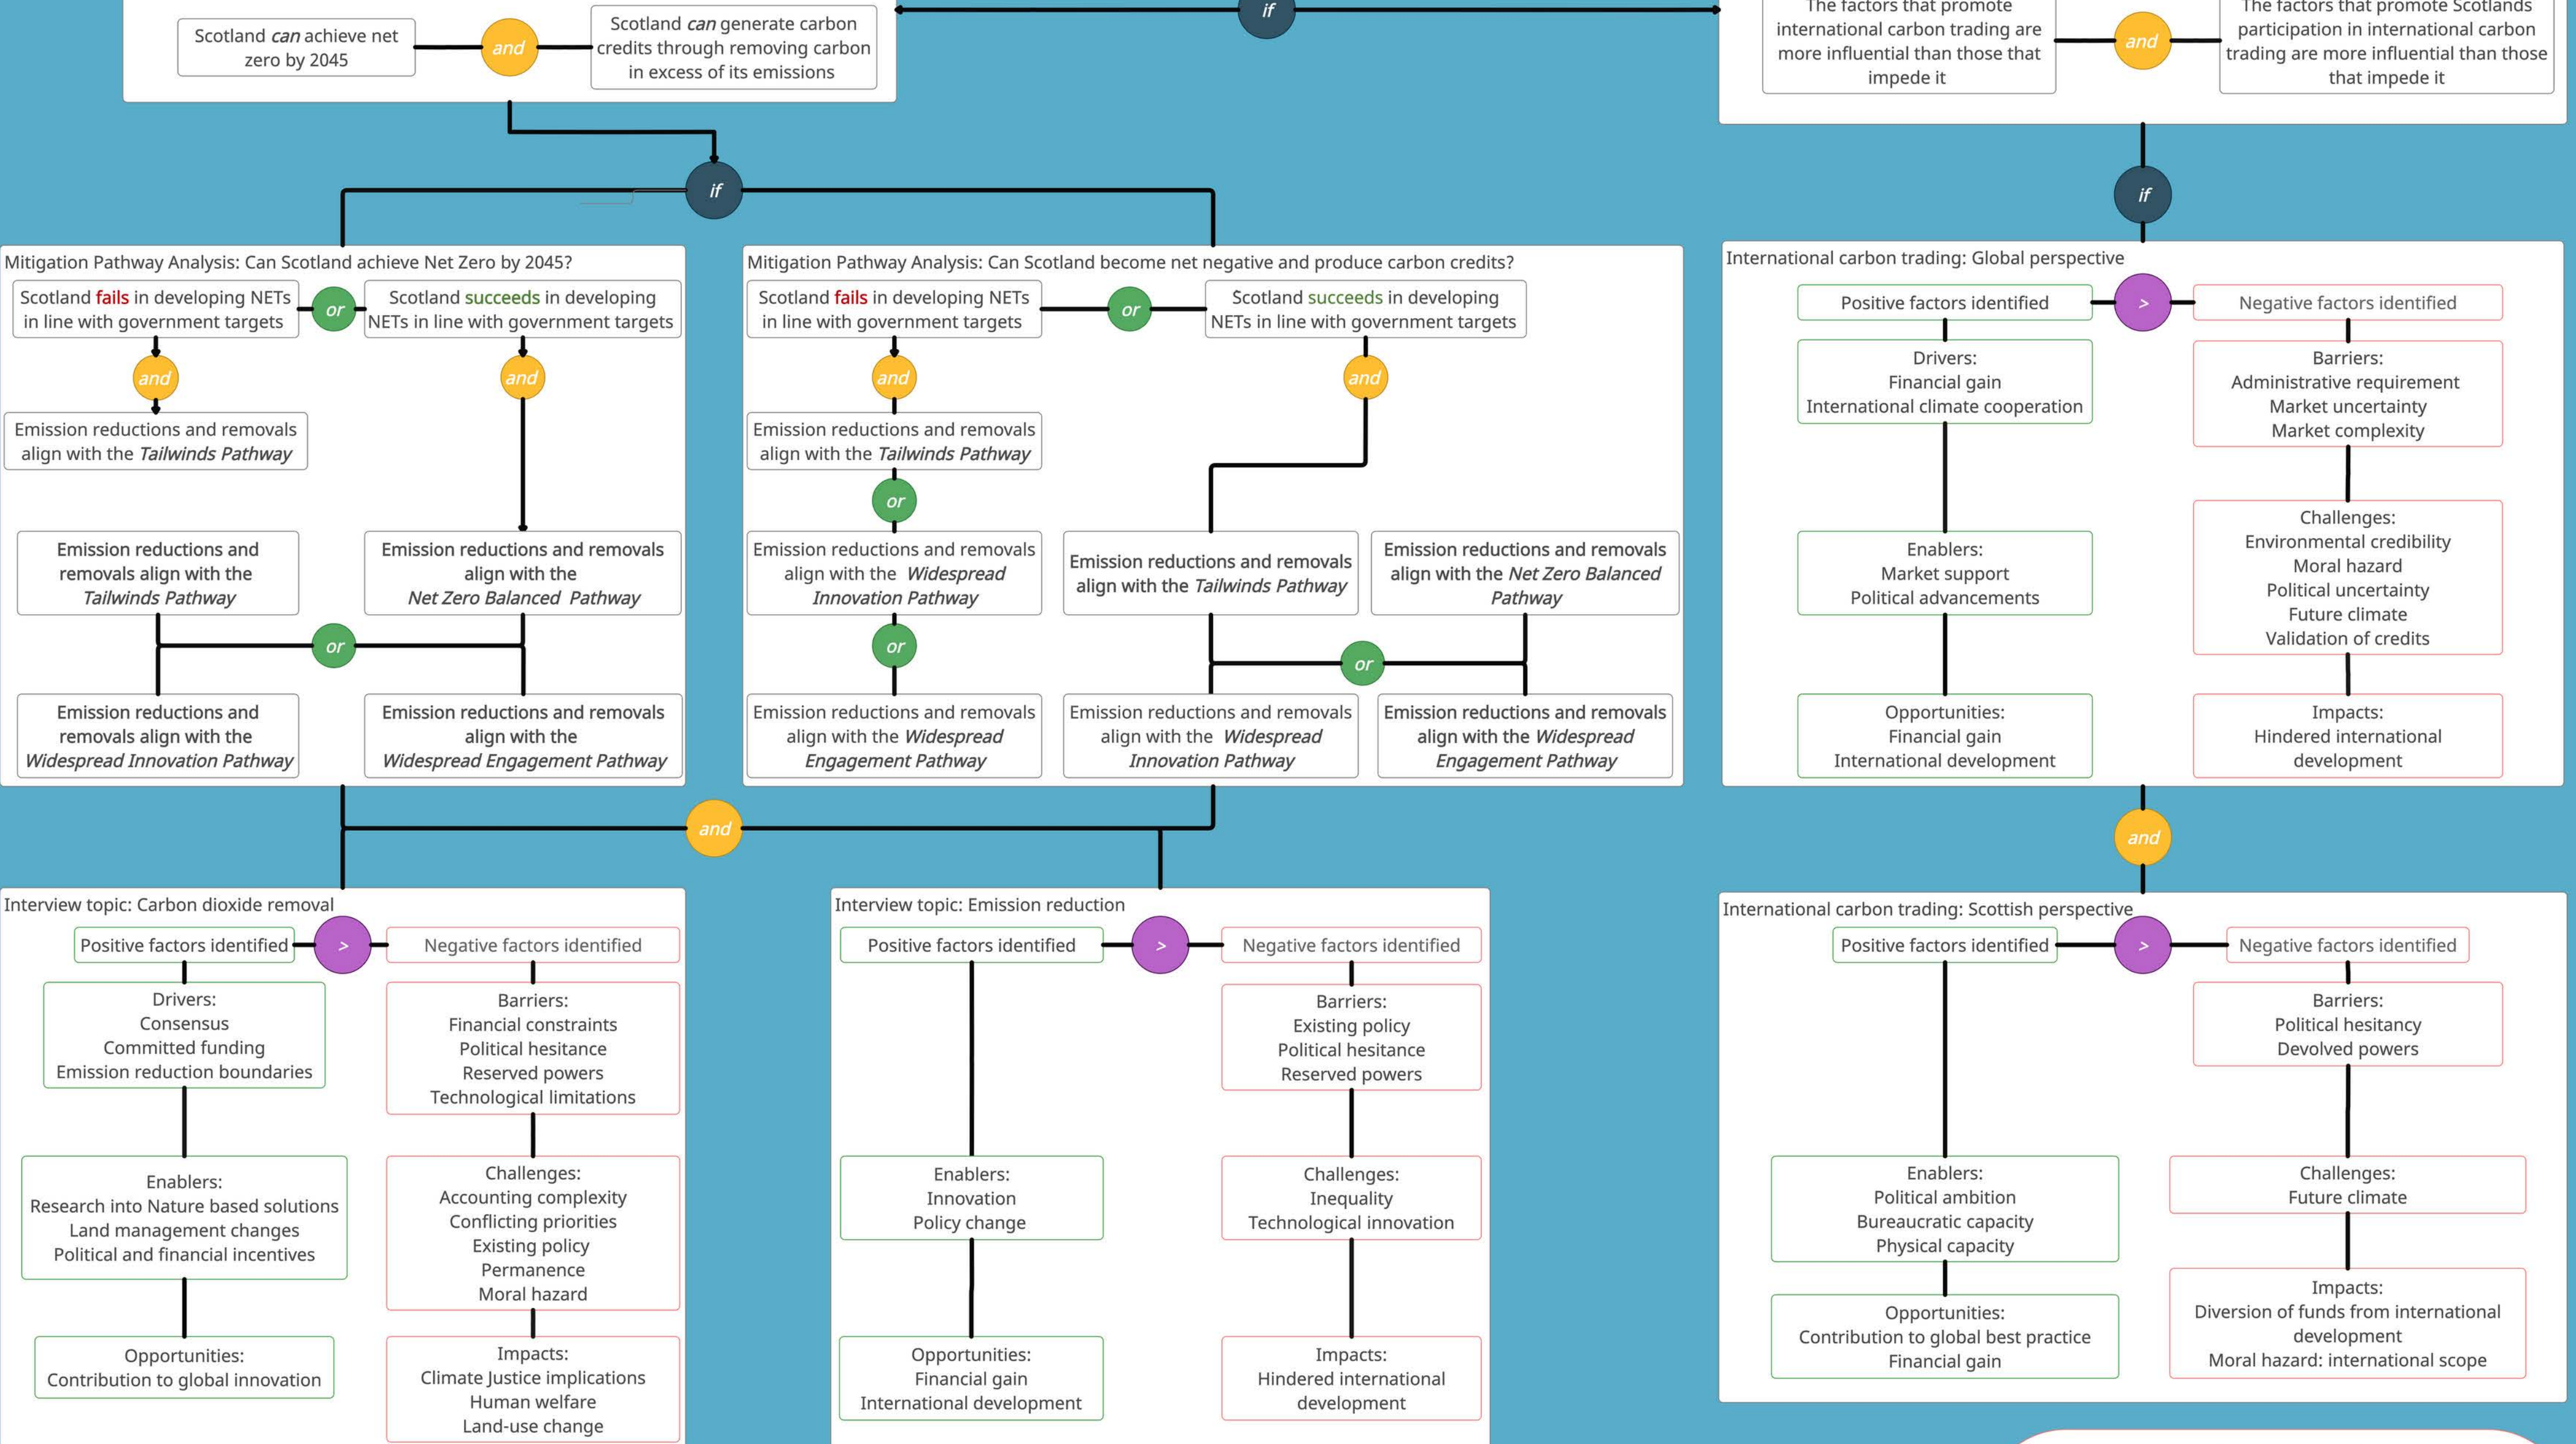 Scotland can achieve net
zero by 2045
and
Scotland can generate carbon
credits through removing carbon
in excess of its emissions
if
The factors that promote
international carbon trading are
more influential than those that
impede it
and
The factors that promote Scotlands
participation in international carbon
trading are more influential than those
that impede it
if
if
Mitigation Pathway Analysis: Can Scotland achieve Net Zero by 2045?
Scotland fails in developing NETs
in line with government targets
or
Scotland succeeds in developing
NETs in line with government targets
and
and
Emission reductions and removals
align with the Tailwinds Pathway
Emission reductions and
removals align with the
Tailwinds Pathway
Emission reductions and removals
align with the
Net Zero Balanced Pathway
or
Emission reductions and
removals align with the
Widespread Innovation Pathway
Emission reductions and removals
align with the
Widespread Engagement Pathway
Mitigation Pathway Analysis: Can Scotland become net negative and produce carbon credits?
Scotland fails in developing NETs
in line with government targets
or
Scotland succeeds in developing
NETs in line with government targets
and
and
Emission reductions and removals
align with the Tailwinds Pathway
or
Emission reductions and removals
align with the Widespread
Innovation Pathway
or
Emission reductions and removals
align with the Widespread
Engagement Pathway
Emission reductions and removals
align with the Tailwinds Pathway
Emission reductions and removals
align with the Net Zero Balanced
Pathway
or
Emission reductions and removals
align with the Widespread
Innovation Pathway
Emission reductions and removals
align with the Widespread
Engagement Pathway
International carbon trading: Global perspective
Positive factors identified
>
Negative factors identified
Drivers:
Financial gain
International climate cooperation
Enablers:
Market support
Political advancements
Opportunities:
Financial gain
International development
Barriers:
Administrative requirement
Market uncertainty
Market complexity
Challenges:
Environmental credibility
Moral hazard
Political uncertainty
Future climate
Validation of credits
Impacts:
Hindered international
development
and
and
Interview topic: Carbon dioxide removal
Positive factors identified
>
Negative factors identified
Drivers:
Consensus
Committed funding
Emission reduction boundaries
Enablers:
Research into Nature based solutions
Land management changes
Political and financial incentives
Opportunities:
Contribution to global innovation
Barriers:
Financial constraints
Political hesitance
Reserved powers
Technological limitations
Challenges:
Accounting complexity
Conflicting priorities
Existing policy
Permanence
Moral hazard
Impacts:
Climate Justice implications
Human welfare
Land-use change
Interview topic: Emission reduction
Positive factors identified
>
Negative factors identified
Enablers:
Innovation
Policy change
Opportunities:
Financial gain
International development
Barriers:
Existing policy
Political hesitance
Reserved powers
Challenges:
Inequality
Technological innovation
Impacts:
Hindered international
development
International carbon trading: Scottish perspective
Positive factors identified
>
Negative factors identified
Enablers:
Political ambition
Bureaucratic capacity
Physical capacity
Opportunities:
Contribution to global best practice
Financial gain
Barriers:
Political hesitancy
Devolved powers
Challenges:
Future climate
Impacts:
Diversion of funds from international
development
Moral hazard: international scope